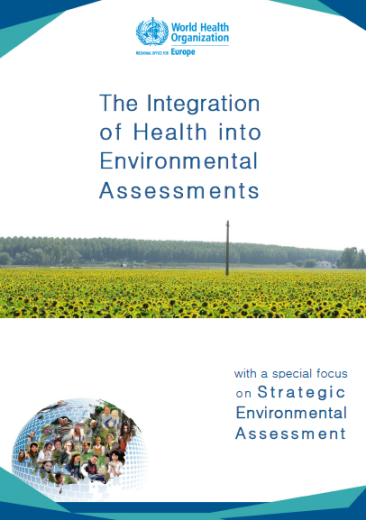 World Health
Organization
REGIONAL OFFICE FOR Europe
The Integration
of Health into
Environmental
Assessments
with a special focus
on Strategic
Environmental
Assessment